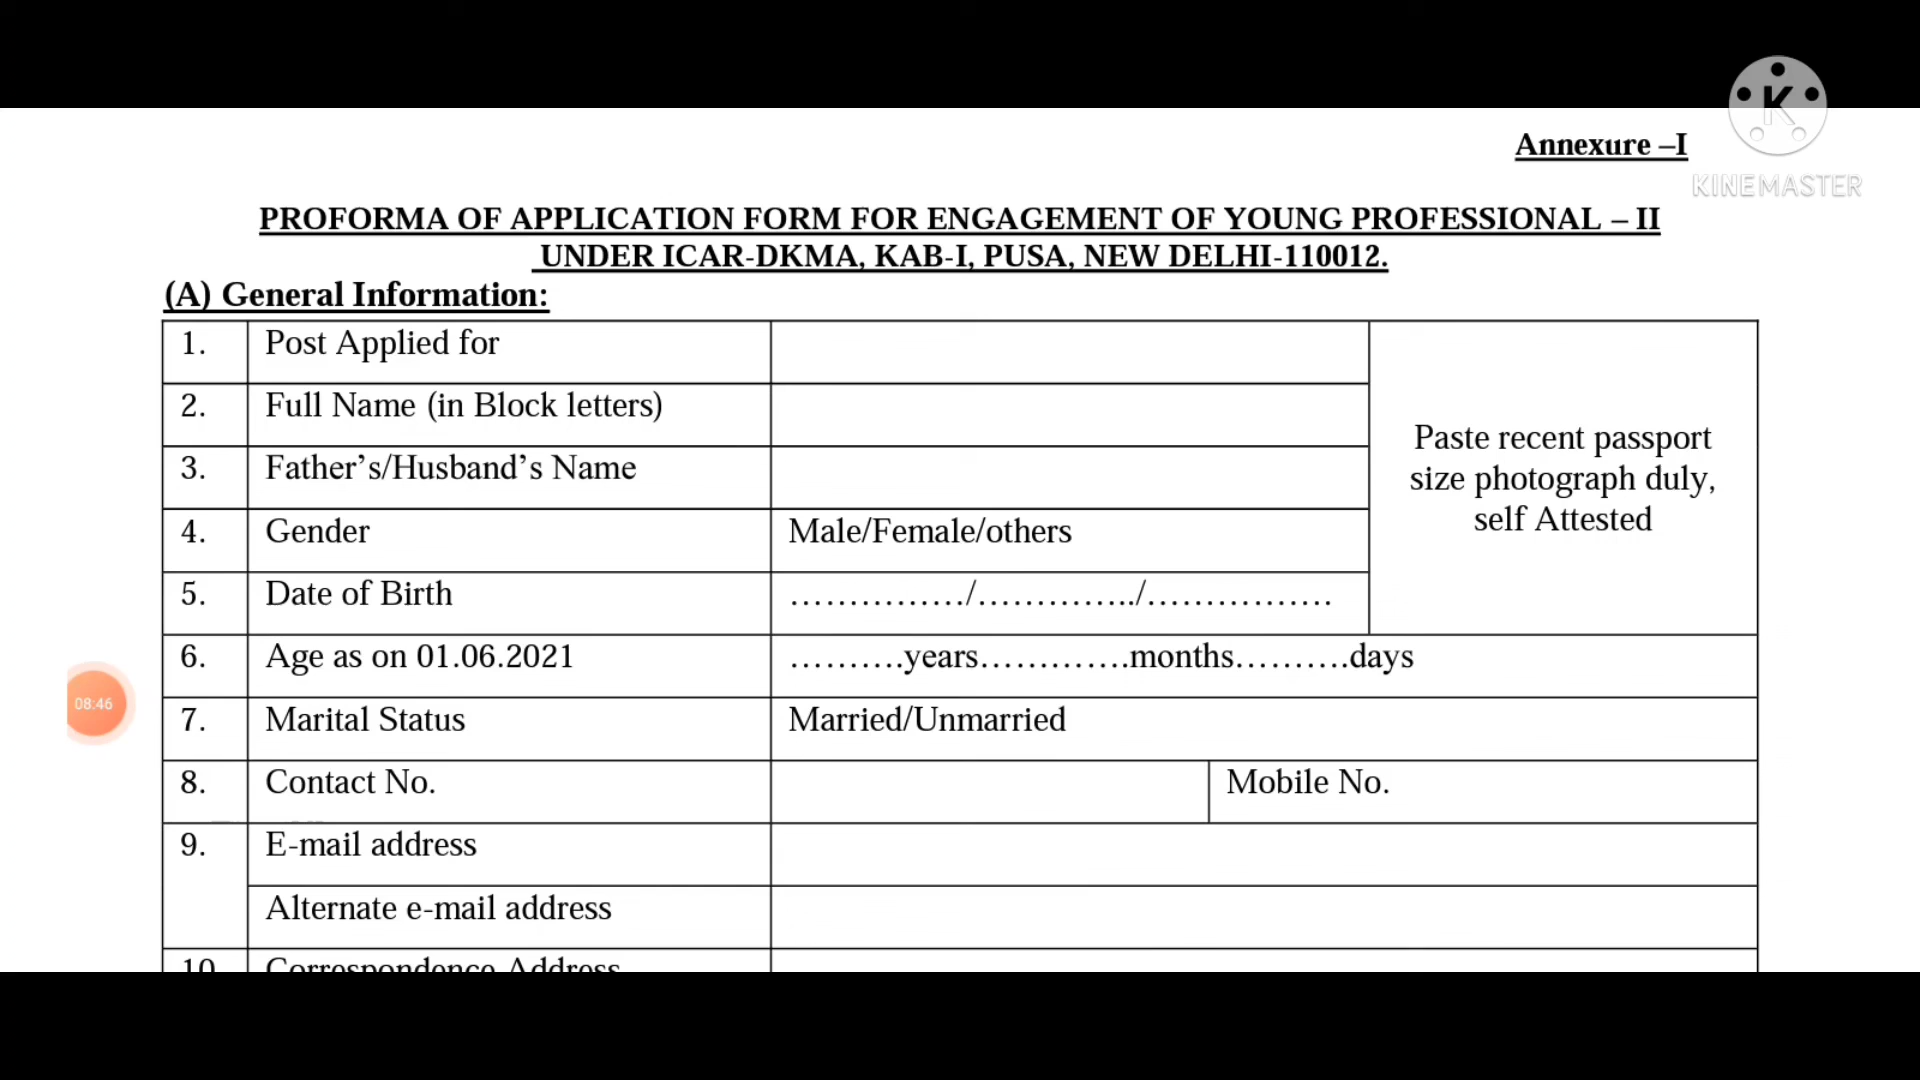 K
KINEMASTER
Annexure –I
PROFORMA OF APPLICATION FORM FOR ENGAGEMENT OF YOUNG PROFESSIONAL – II
UNDER ICAR-DKMA, KAB-I, PUSA, NEW DELHI-110012.
(A) General Information:
1. Post Applied for
2. Full Name (in Block letters)
3. Father’s/Husband’s Name
4. Gender Male/Female/others
5. Date of Birth ……………/…………../…………….
Paste recent passport
size photograph duly,
self Attested
6. Age as on 01.06.2021 ……….years………….months……….days
7. Marital Status Married/Unmarried
8. Contact No. Mobile No.
9. E-mail address
Alternate e-mail address
10. Correspondence Address
08:46